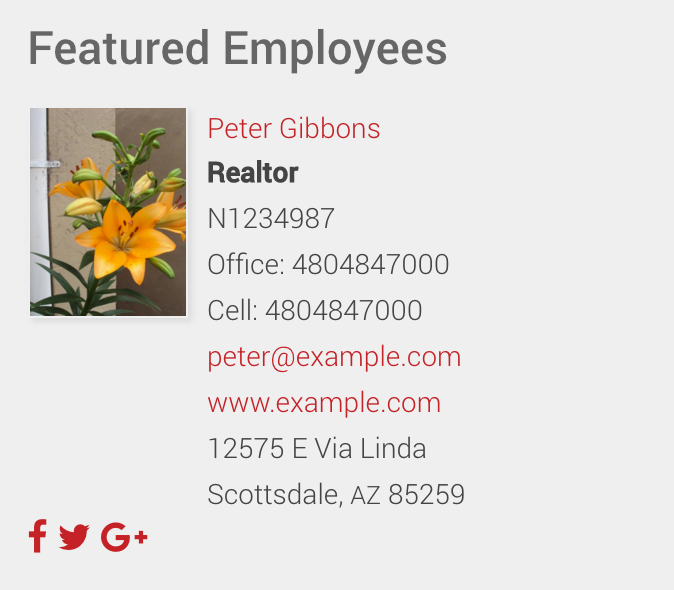 Featured Employees
Peter Gibbons
Realtor
N1234987
Office: 4804847000
Cell: 4804847000
peter@example.com
www.example.com
12575 E Via Linda
Scottsdale, AZ 85259